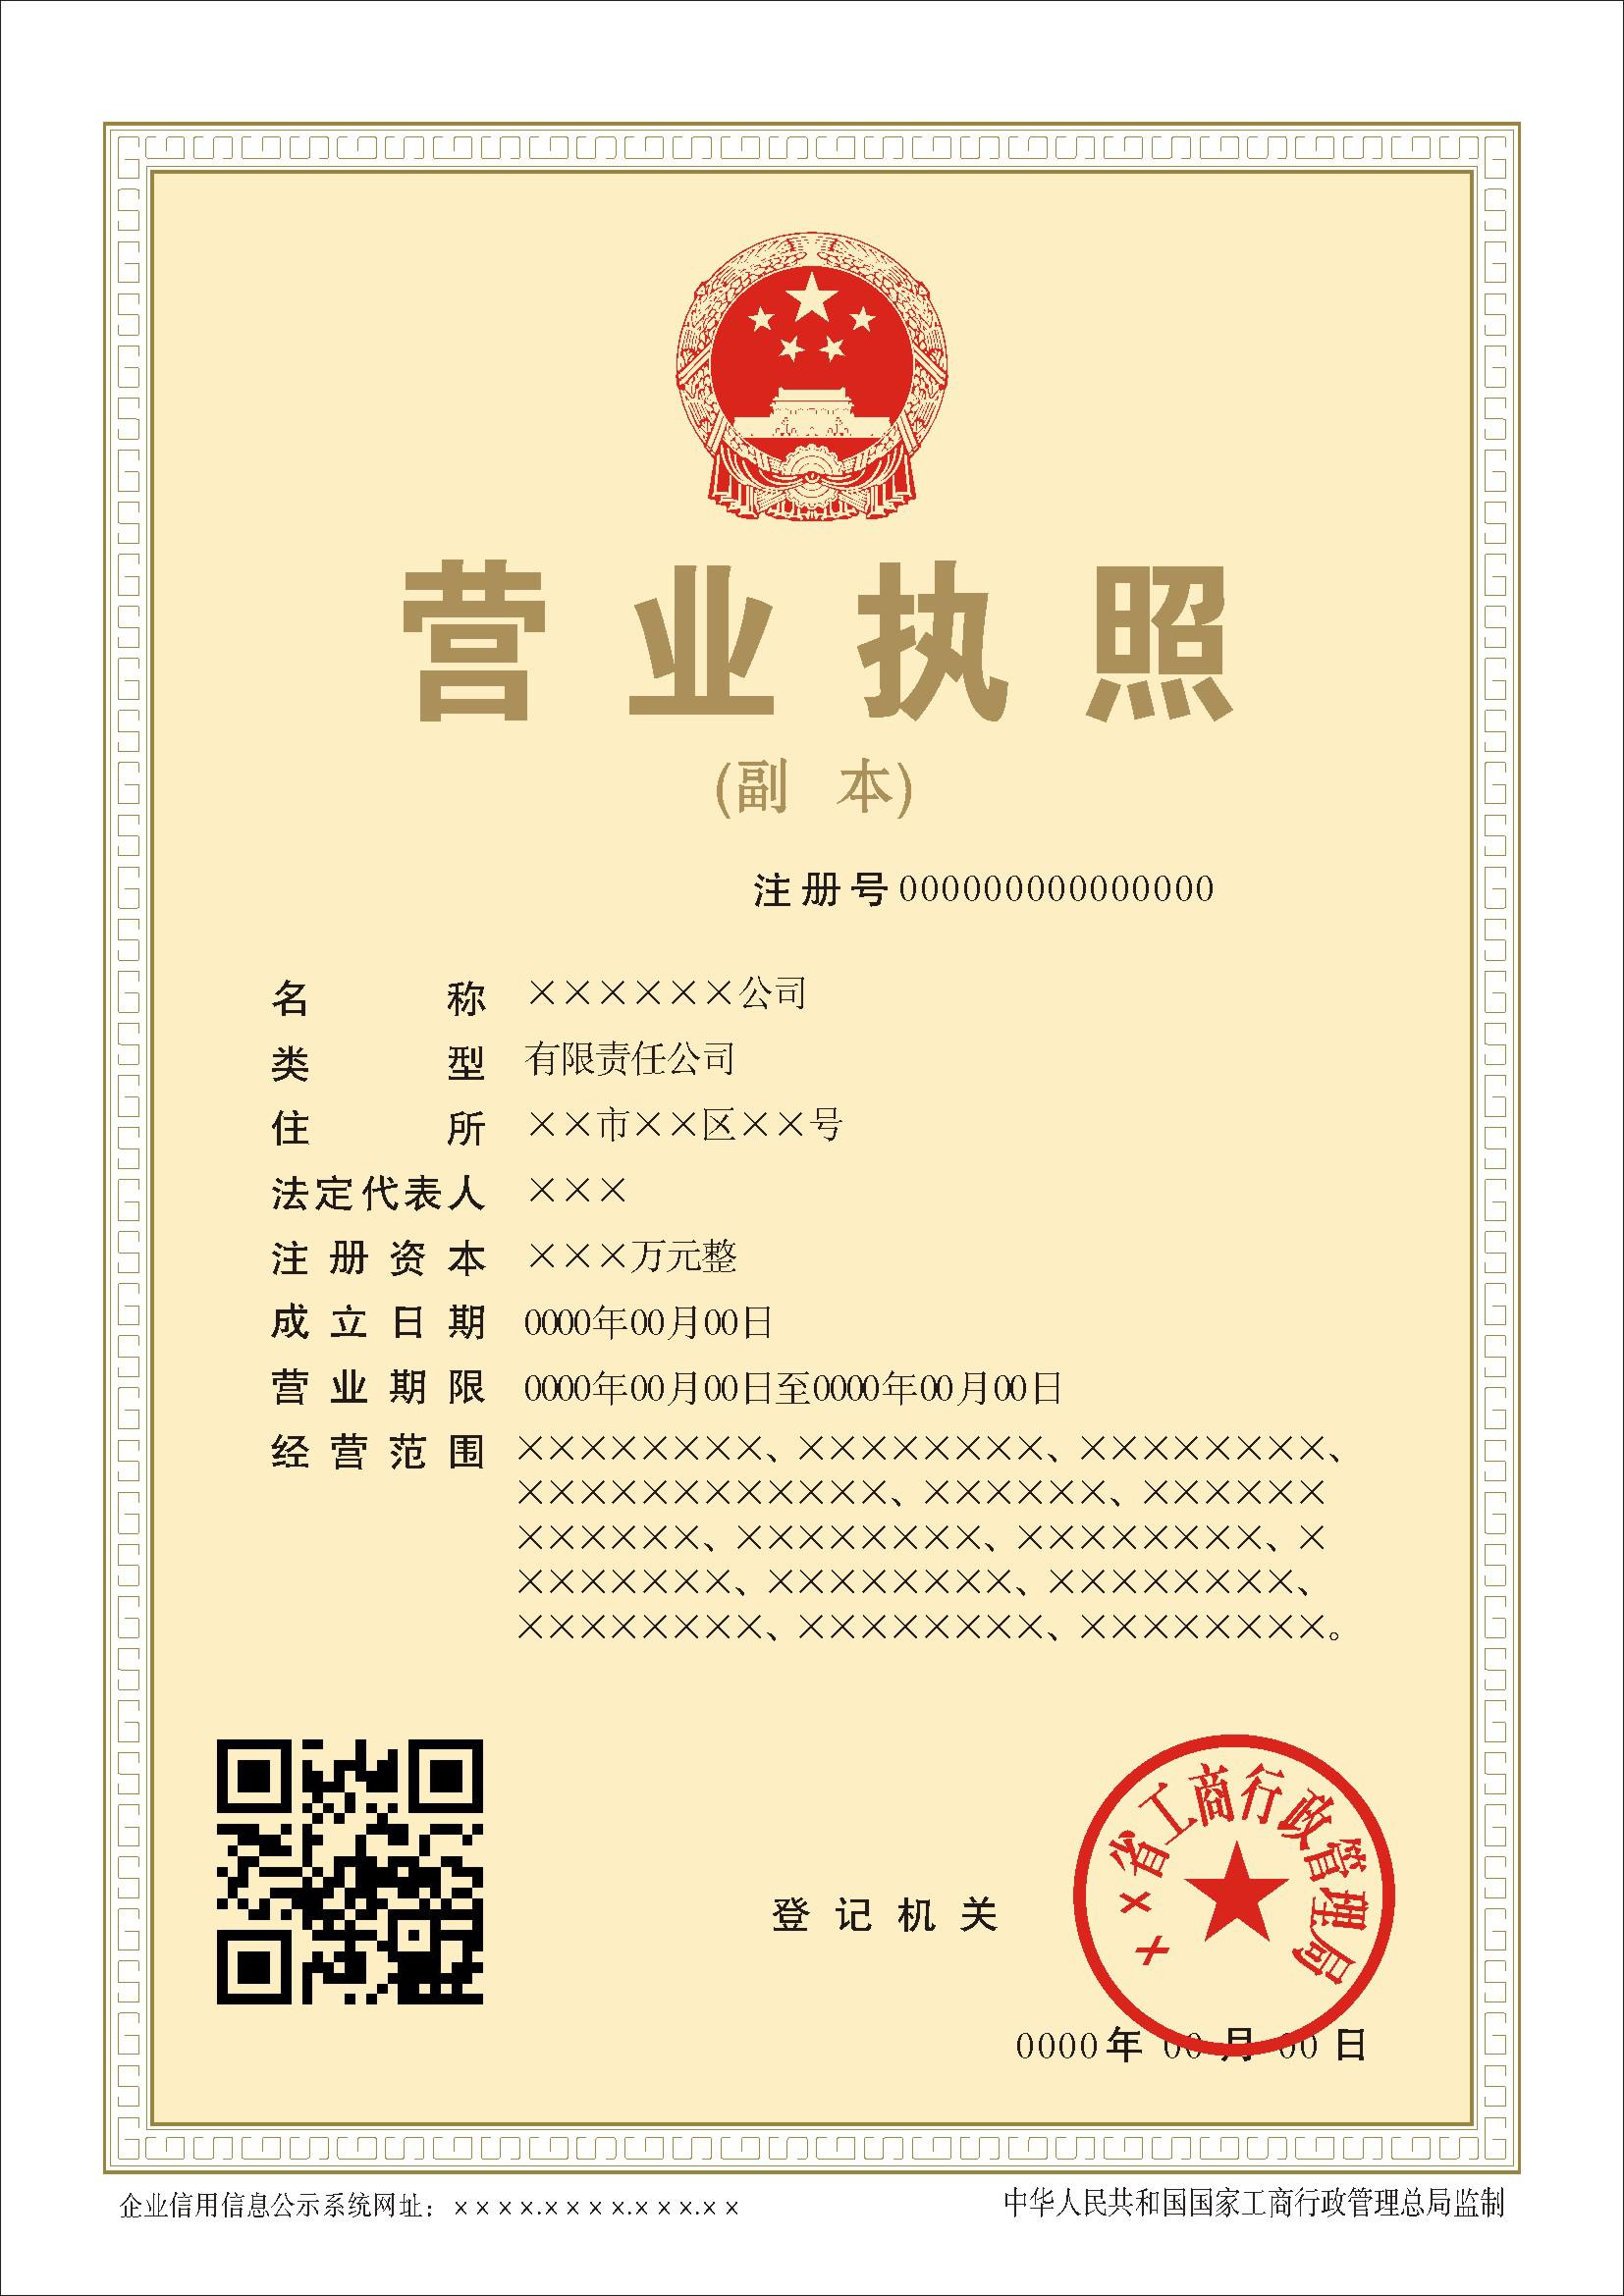 营业执照
(副 本)
注册号000000000000000
名称 ××××××公司
类型 有限责任公司
住所 ××市××区××号
法定代表人 ×××
注册资本 ×××万元整
成立日期 0000年00月00日
营业期限 0000年00月00日至0000年00月00日
经营范围 ××××××××、××××××××、××××××××、
××××××××××××、××××××、××××××
××××××、××××××××、××××××××、×
×××××××、××××××××、××××××××、
××××××××、××××××××、××××××××。
登记机关
××省工商行政管理局
0000年 00 月 00 日
企业信用信息公示系统网址：××××.××××.×××.××
中华人民共和国国家工商行政管理总局监制